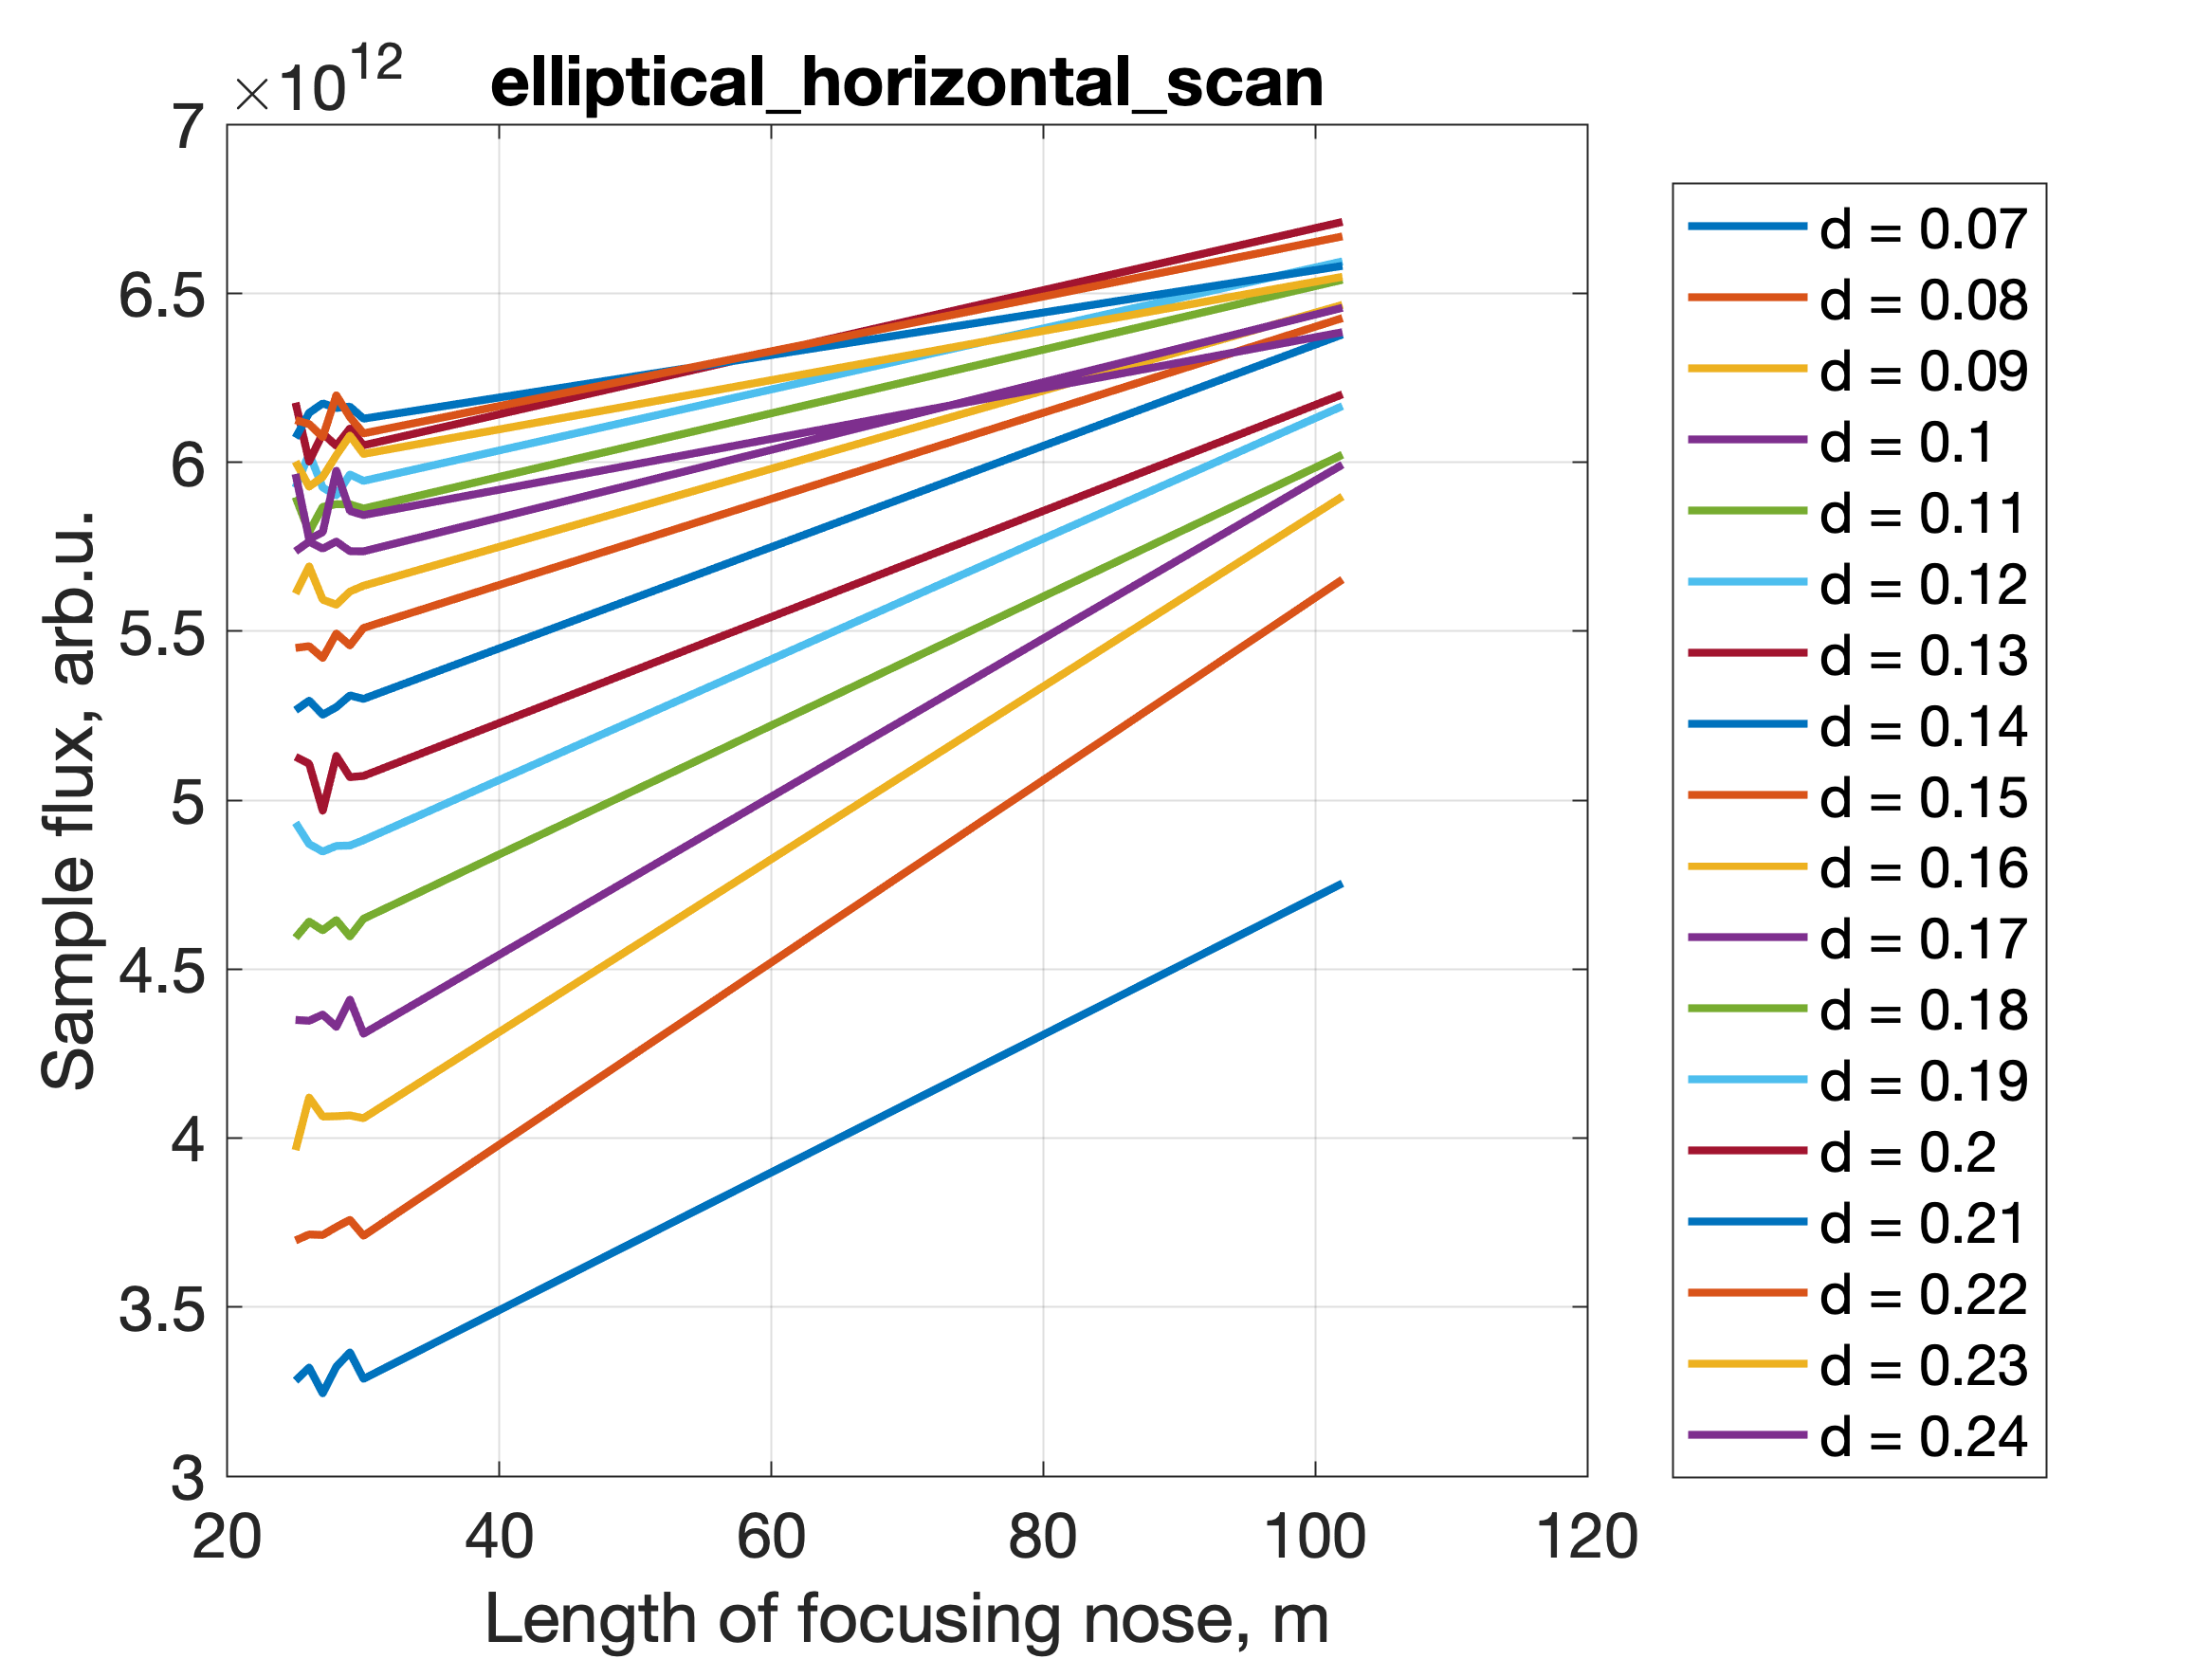 ×10^12
elliptical_horizontal_scan
7
6.5
6
5.5
5
4.5
4
3.5
3
Sample flux, arb.u.
20 40 60 80 100 120
Length of focusing nose, m
d = 0.07
d = 0.08
d = 0.09
d = 0.1
d = 0.11
d = 0.12
d = 0.13
d = 0.14
d = 0.15
d = 0.16
d = 0.17
d = 0.18
d = 0.19
d = 0.2
d = 0.21
d = 0.22
d = 0.23
d = 0.24